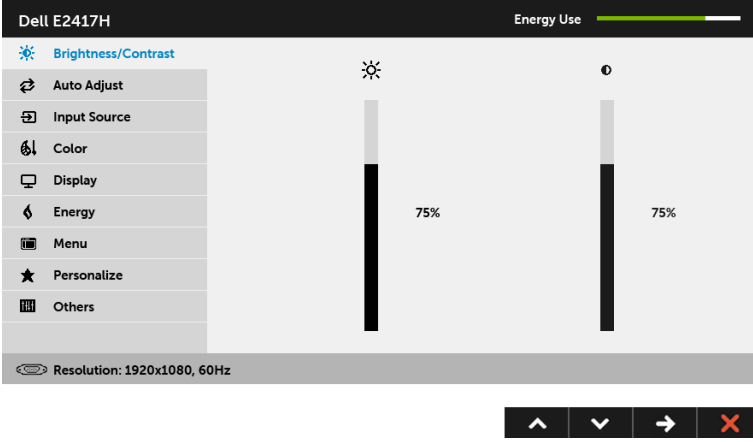 Dell E2417H
Energy Use
Brightness/Contrast
Auto Adjust
Input Source
Color
Display
Energy
Menu
Personalize
Others
75%
75%
Resolution: 1920x1080, 60Hz